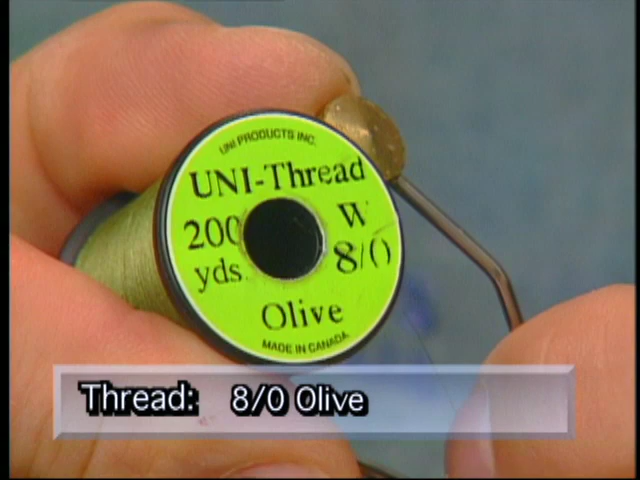 UNI PRODUCTS INC.
UNI-Thread
200 W
yds. 8/0
Olive
MADE IN CANADA
Thread: 8/0 Olive